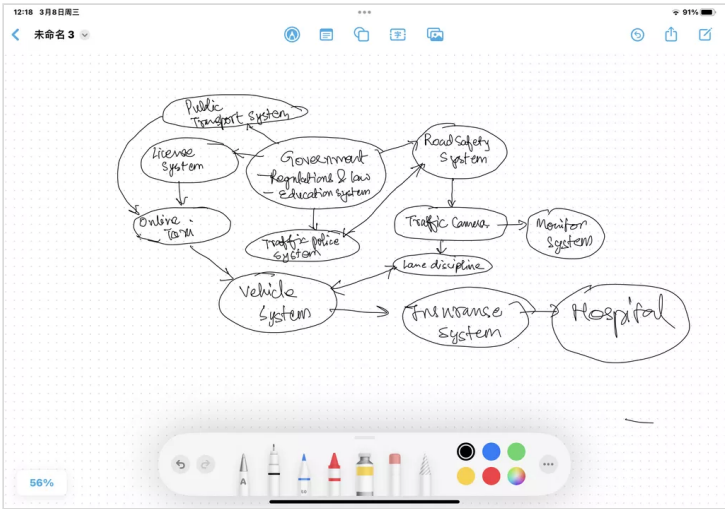 12:18 3月8日周三
91%
未命名 3
Public
Transport System
License
System
Government
- Regulations & law
- Education system
Road Safety
System
Online
Traffic Camera
Monitor
System
Traffic police
System
Lane discipline
Vehicle
System
Insuranse
System
Hospital
56%